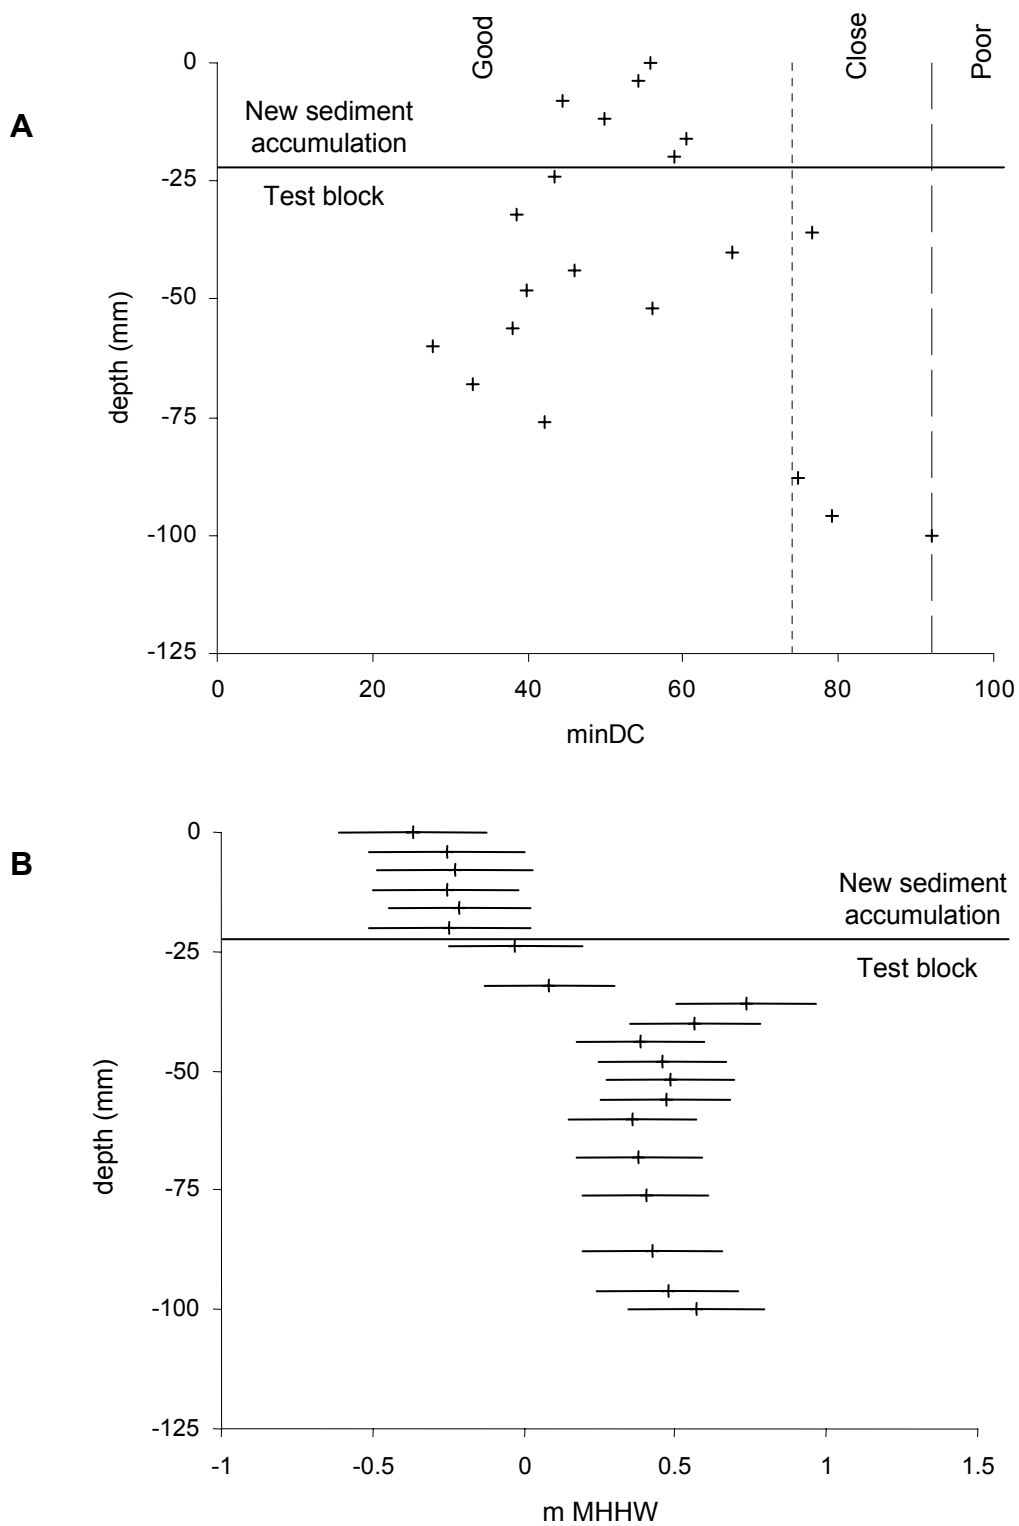 A
Good
Close
Poor
0
New sediment
accumulation
-25
Test block
-50
depth (mm)
-75
-100
-125
0 20 40 60 80 100
minDC
B
0
New sediment
accumulation
-25
Test block
-50
depth (mm)
-75
-100
-125
-1 -0.5 0 0.5 1 1.5
m MHHW